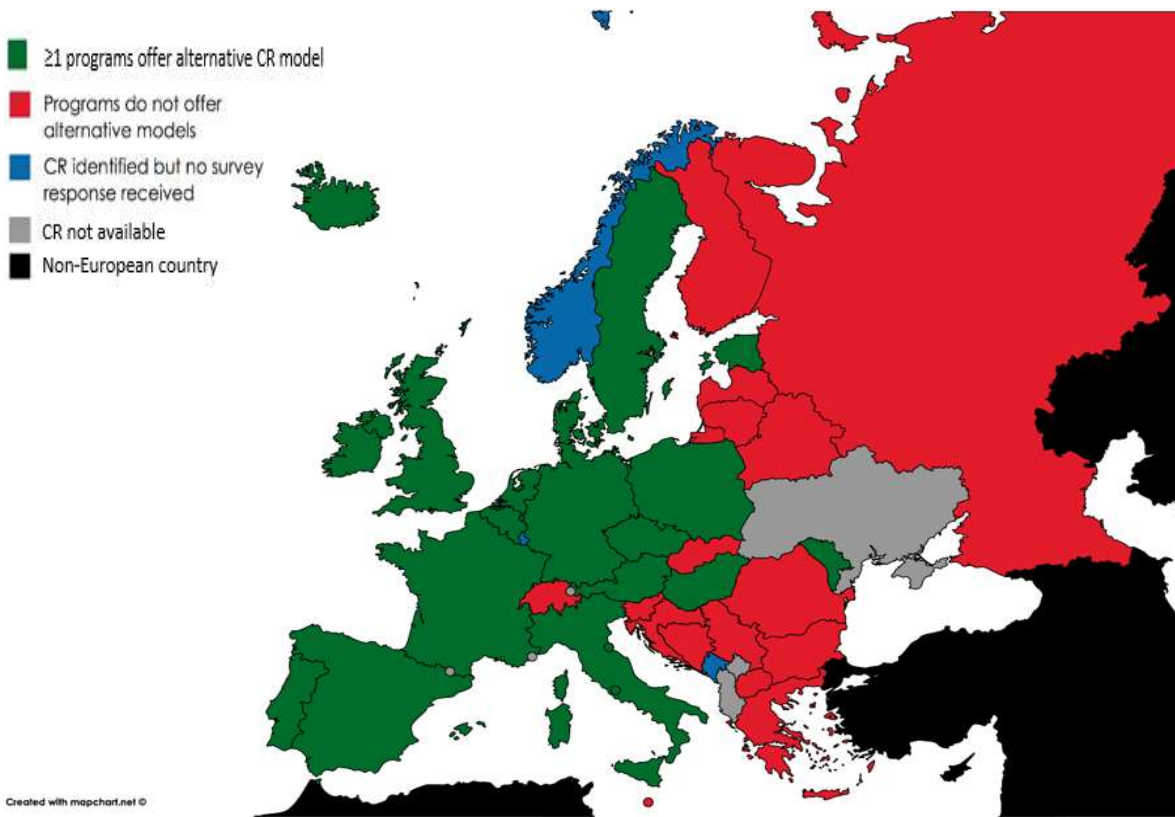 ≥1 programs offer alternative CR model
Programs do not offer
alternative models
CR identified but no survey
response received
CR not available
Non-European country
Created with mapchart.net ©